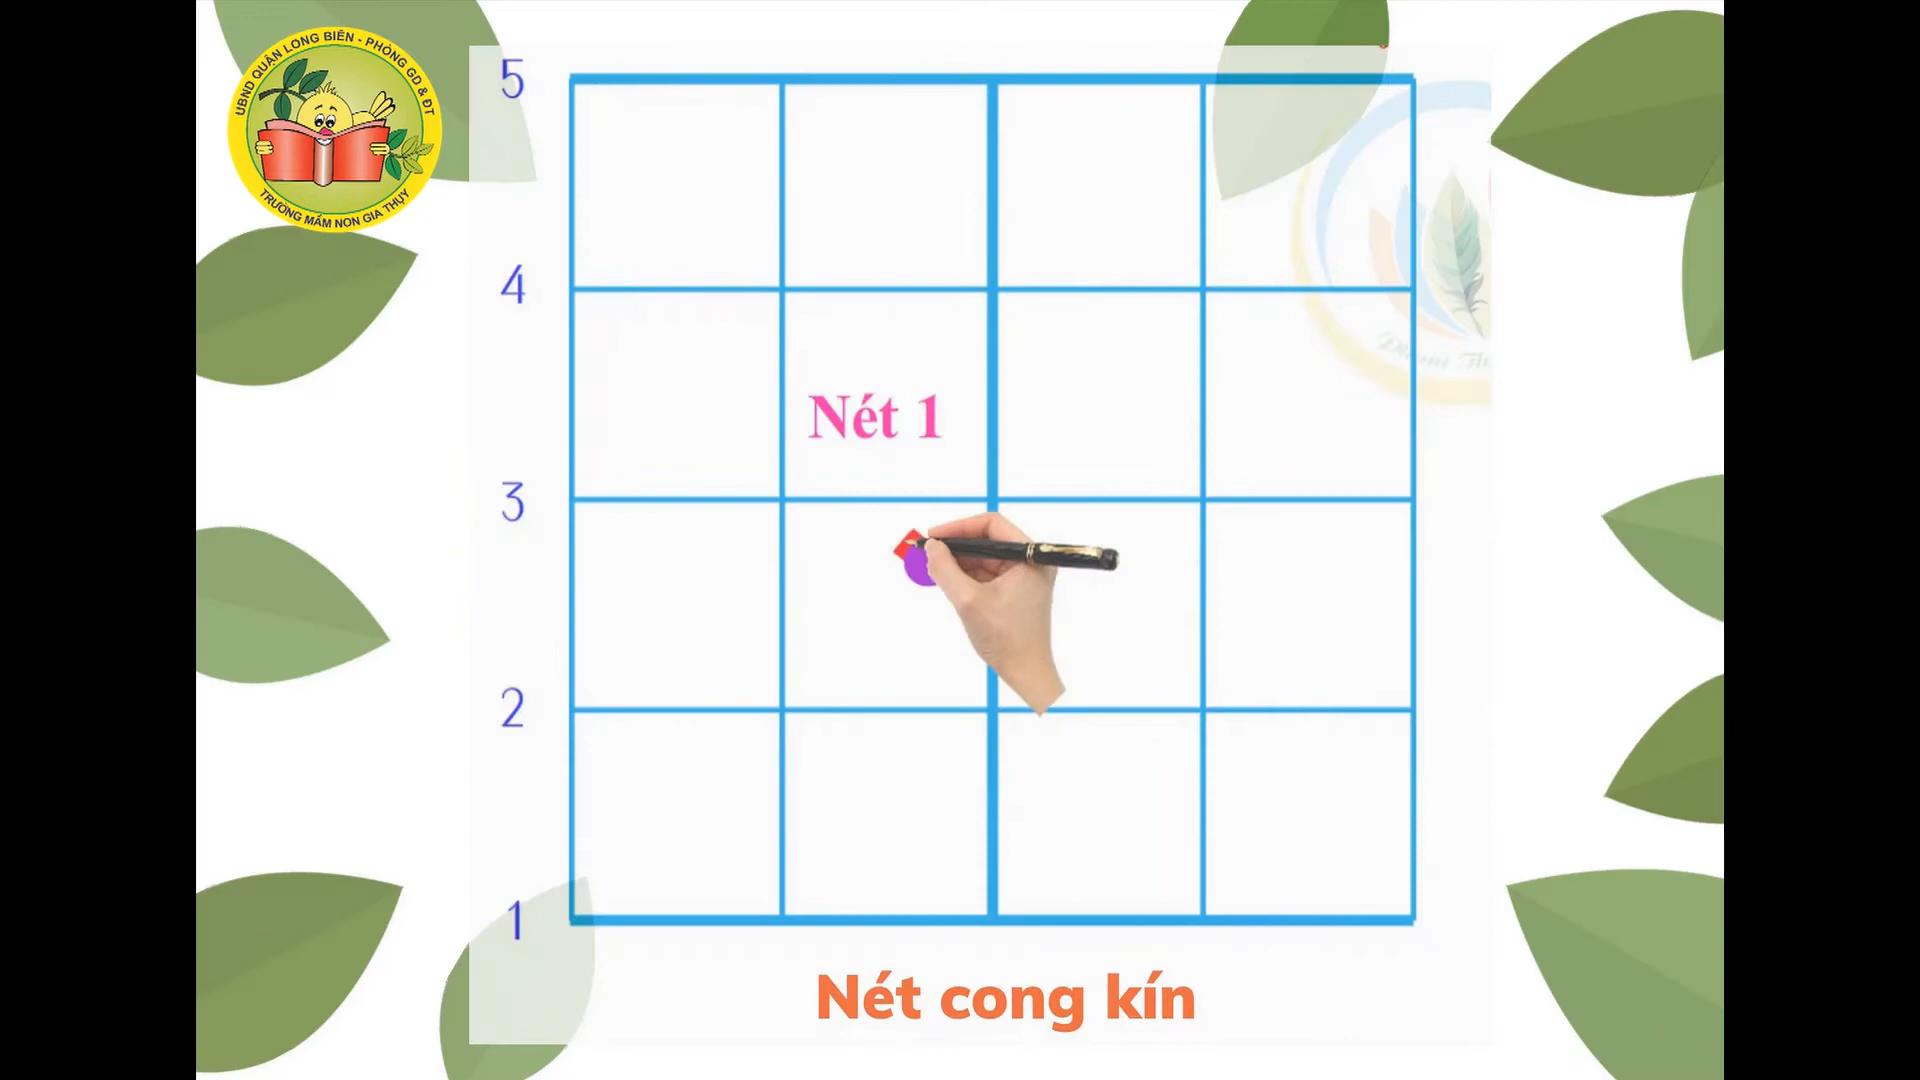 UBND QUẬN LONG BIÊN - PHÒNG GD & ĐT
TRƯỜNG MẦM NON GIA THỤY
5
4
Nét 1
3
2
1
Nét cong kín